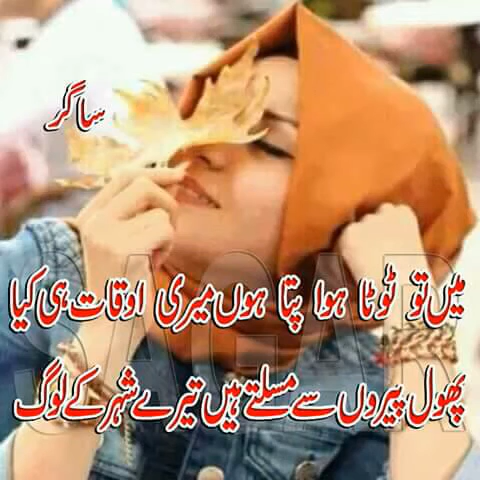 ساگر
میں تو ٹوٹا ہوا پتا ہوں میری اوقات ہی کیا
پھول پیروں سے مسلتے ہیں تیرے شہر کے لوگ
SAGAR